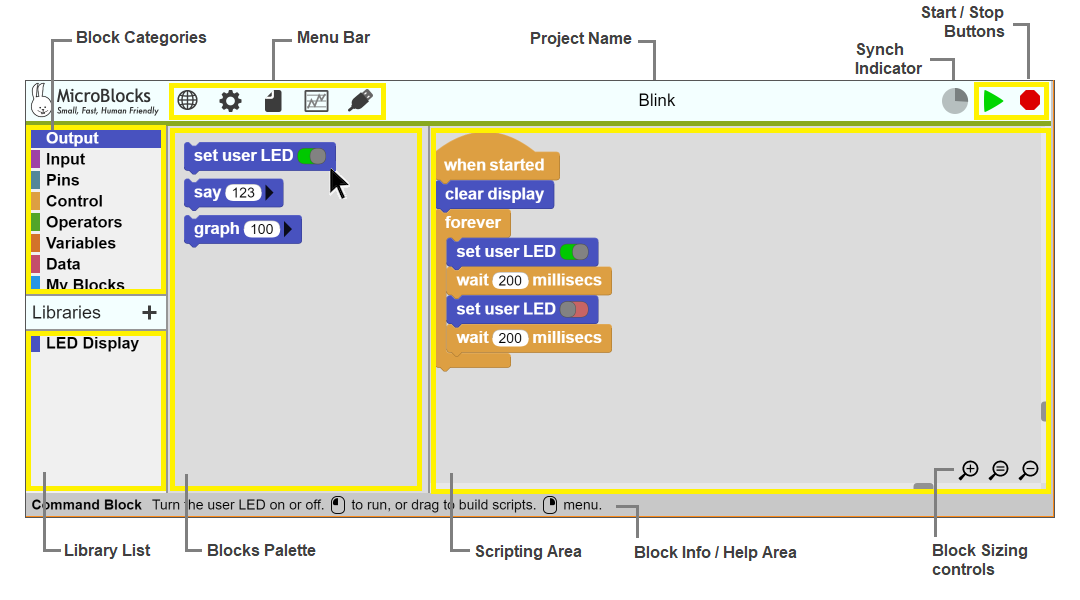 Start / Stop
Buttons
Block Categories
Menu Bar
Project Name
Synch
Indicator
MicroBlocks
Small, Fast, Human Friendly
Blink
Output
Input
Pins
Control
Operators
Variables
Data
My Blocks
Libraries +
LED Display
set user LED
say 123
graph 100
when started
clear display
forever
set user LED
wait 200 millisecs
set user LED
wait 200 millisecs
Command Block Turn the user LED on or off. to run, or drag to build scripts. menu.
Library List
Blocks Palette
Scripting Area
Block Info / Help Area
Block Sizing
controls